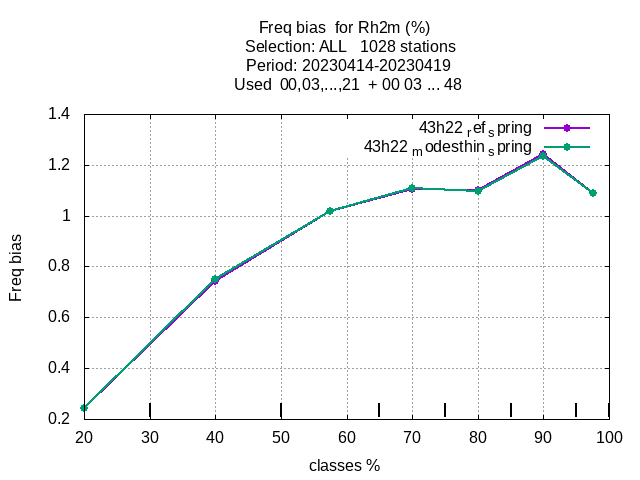 Freq bias  for Rh2m (%)
Selection: ALL   1028 stations
Period: 20230414-20230419
Used  00,03,...,21  + 00 03 ... 48
43h22 ref spring
43h22 modesthin spring
1.4
1.2
1
0.8
0.6
0.4
0.2
Freq bias
20 30 40 50 60 70 80 90 100
classes %